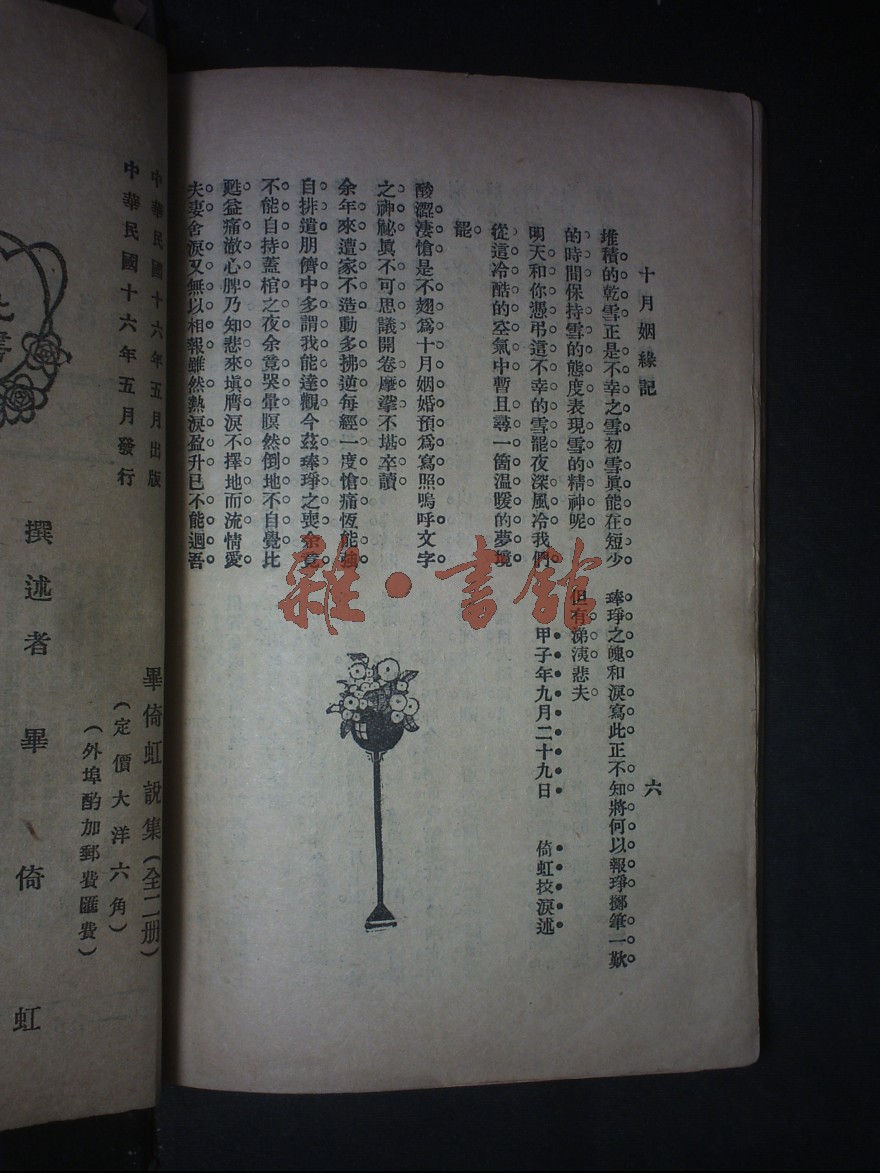 十月姻緣記
六
堆積的乾雪正是不幸之雪初雪眞能在短少
的時間保持雪的態度表現雪的精神呢
明天和你憑弔這不幸的雪罷夜深風冷我們
從這冷酷的空氣中暫且尋一箇溫暖的夢境
罷
酸澀淒愴是不翅爲十月姻婚預爲寫照嗚呼文字
之神祕眞不可思議開卷摩挲不堪卒讀
余年來遭家不造動多拂逆每經一度愴痛恆能強
自排遣朋儕中多謂我能達觀今茲琫琤之喪余竟
不能自持蓋棺之夜余竟哭暈瞑然倒地不自覺比
甦益痛澈心脾乃知悲來塡膺淚不擇地而流情愛
夫妻舍淚又無以相報雖然熱淚盈升已不能迴吾
琫琤之魄和淚寫此正不知將何以報琤擲筆一歎
但有涕洟悲夫
甲子年九月二十九日 倚虹抆淚述
雜·書館
中華民國十六年五月出版
中華民國十六年五月發行
畢倚虹說集(全二册)
(定價大洋六角)
(外埠酌加郵費匯費)
撰述者 畢倚虹
書